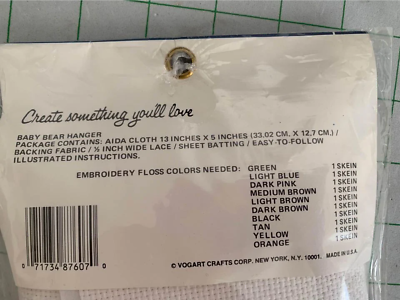 Create something you'll love
BABY BEAR HANGER
PACKAGE CONTAINS: AIDA CLOTH 13 INCHES X 5 INCHES (33.02 CM. X 12.7 CM.) /
BACKING FABRIC / ½ INCH WIDE LACE / SHEET BATTING / EASY-TO-FOLLOW
ILLUSTRATED INSTRUCTIONS.
EMBROIDERY FLOSS COLORS NEEDED: GREEN 1 SKEIN
LIGHT BLUE 1 SKEIN
DARK PINK 1 SKEIN
MEDIUM BROWN 1 SKEIN
LIGHT BROWN 1 SKEIN
DARK BROWN 1 SKEIN
BLACK 1 SKEIN
TAN 1 SKEIN
YELLOW 1 SKEIN
ORANGE 1 SKEIN
0 71734 87607 0
© VOGART CRAFTS CORP. NEW YORK, N.Y. 10001. MADE IN U.S.A.